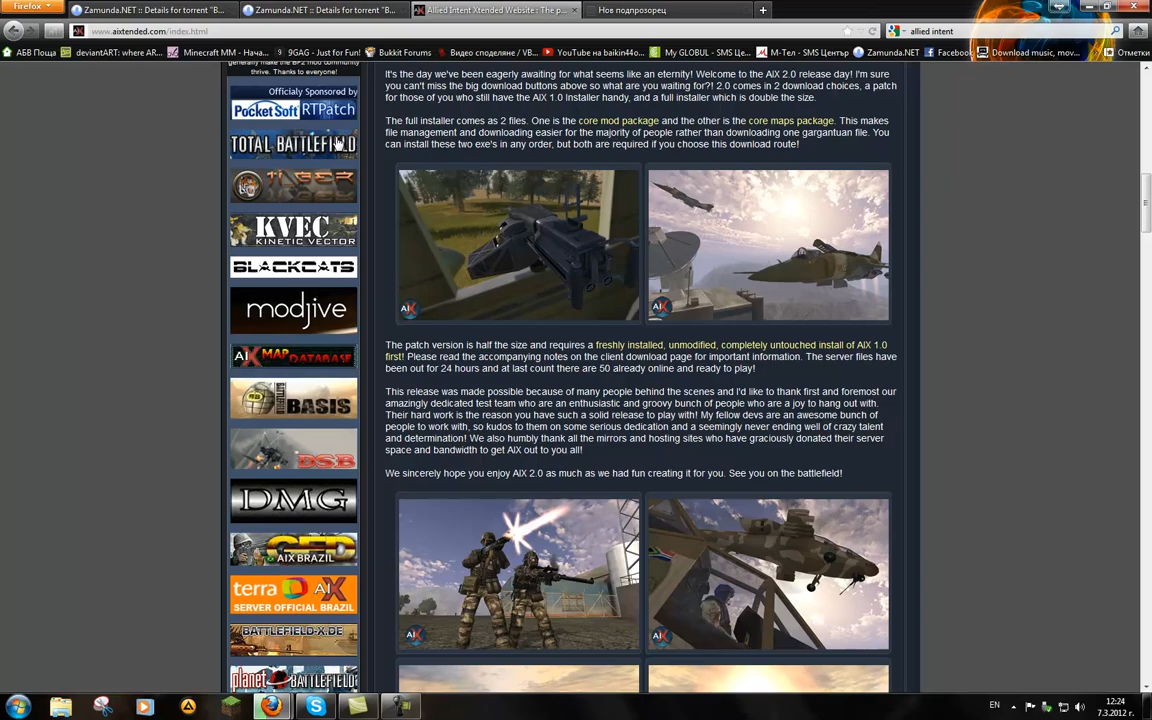 Firefox
Zamunda.NET :: Details for torrent "B...
Zamunda.NET :: Details for torrent "B...
Allied Intent Xtended Website : The p...
Нов подпрозорец
www.aixtended.com/index.html
allied intent
АБВ Поща
deviantART: where AR...
Minecraft MM - Нача...
9GAG - Just for Fun!
Bukkit Forums
Видео споделяне / VB...
YouTube на baikin44o...
My GLOBUL - SMS Це...
М-Тел - SMS Център
Zamunda.NET
Facebook
Download music, mov...
Отметки
generally make the BF2 mod community
thrive. Thanks to everyone!
Officially Sponsored by
PocketSoft RTPatch
TOTAL BATTLEFIELD
TIGER
KVEC
KINETIC VECTOR
BLACKCATS
modjive
AIX MAP DATABASE
BASIS
DSB
DMG
CFD
AIX BRAZIL
terra AIX
SERVER OFFICIAL BRAZIL
BATTLEFIELD-X.DE
planet BATTLEFIELD
It's the day we've been eagerly awaiting for what seems like an eternity! Welcome to the AIX 2.0 release day! I'm sure
you can't miss the big download buttons above so what are you waiting for?! 2.0 comes in 2 download choices, a patch
for those of you who still have the AIX 1.0 Installer handy, and a full installer which is double the size.
The full installer comes as 2 files. One is the core mod package and the other is the core maps package. This makes
file management and downloading easier for the majority of people rather than downloading one gargantuan file. You
can install these two exe's in any order, but both are required if you choose this download route!
AIX
AIX
The patch version is half the size and requires a freshly installed, unmodified, completely untouched install of AIX 1.0
first! Please read the accompanying notes on the client download page for important information. The server files have
been out for 24 hours and at last count there are 50 already online and ready to play!
This release was made possible because of many people behind the scenes and I'd like to thank first and foremost our
amazingly dedicated test team who are an enthusiastic and groovy bunch of people who are a joy to hang out with.
Their hard work is the reason you have such a solid release to play with! My fellow devs are an awesome bunch of
people to work with, so kudos to them on some serious dedication and a seemingly never ending well of crazy talent
and determination! We also humbly thank all the mirrors and hosting sites who have graciously donated their server
space and bandwidth to get AIX out to you all!
We sincerely hope you enjoy AIX 2.0 as much as we had fun creating it for you. See you on the battlefield!
AIX
AIX
EN
12:24
7.3.2012 г.